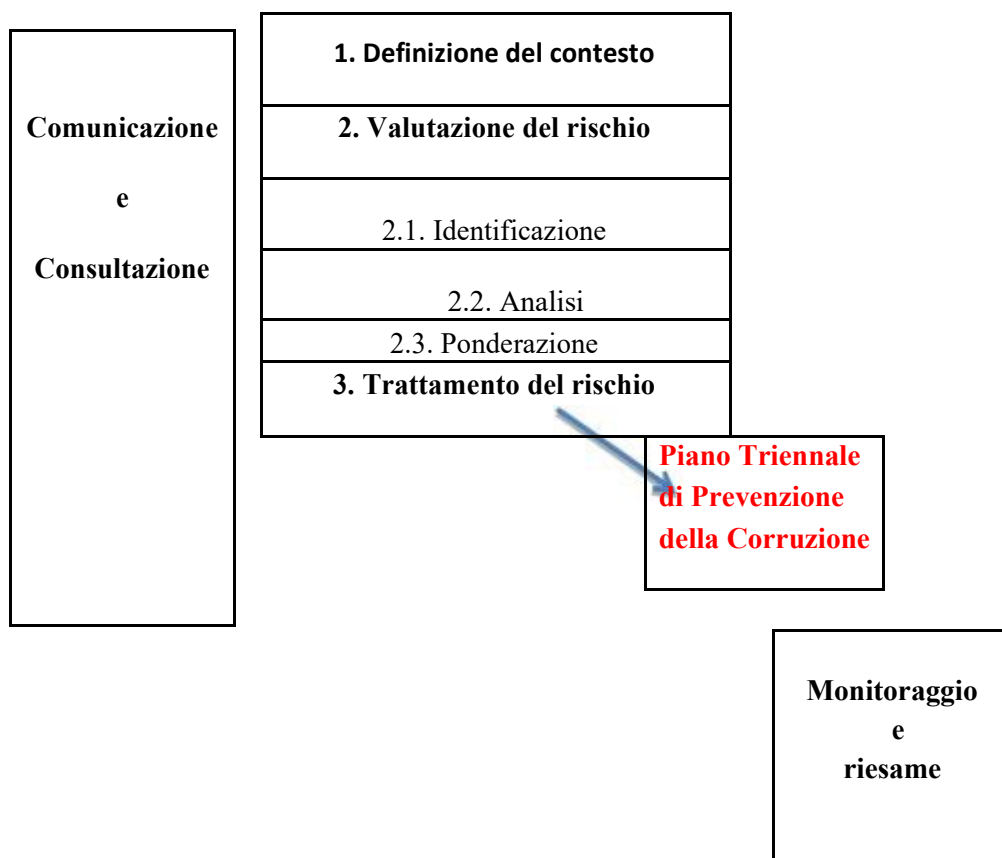 Comunicazione
e
Consultazione
1. Definizione del contesto
2. Valutazione del rischio
2.1. Identificazione
2.2. Analisi
2.3. Ponderazione
3. Trattamento del rischio
Piano Triennale
di Prevenzione
della Corruzione
Monitoraggio
e
riesame